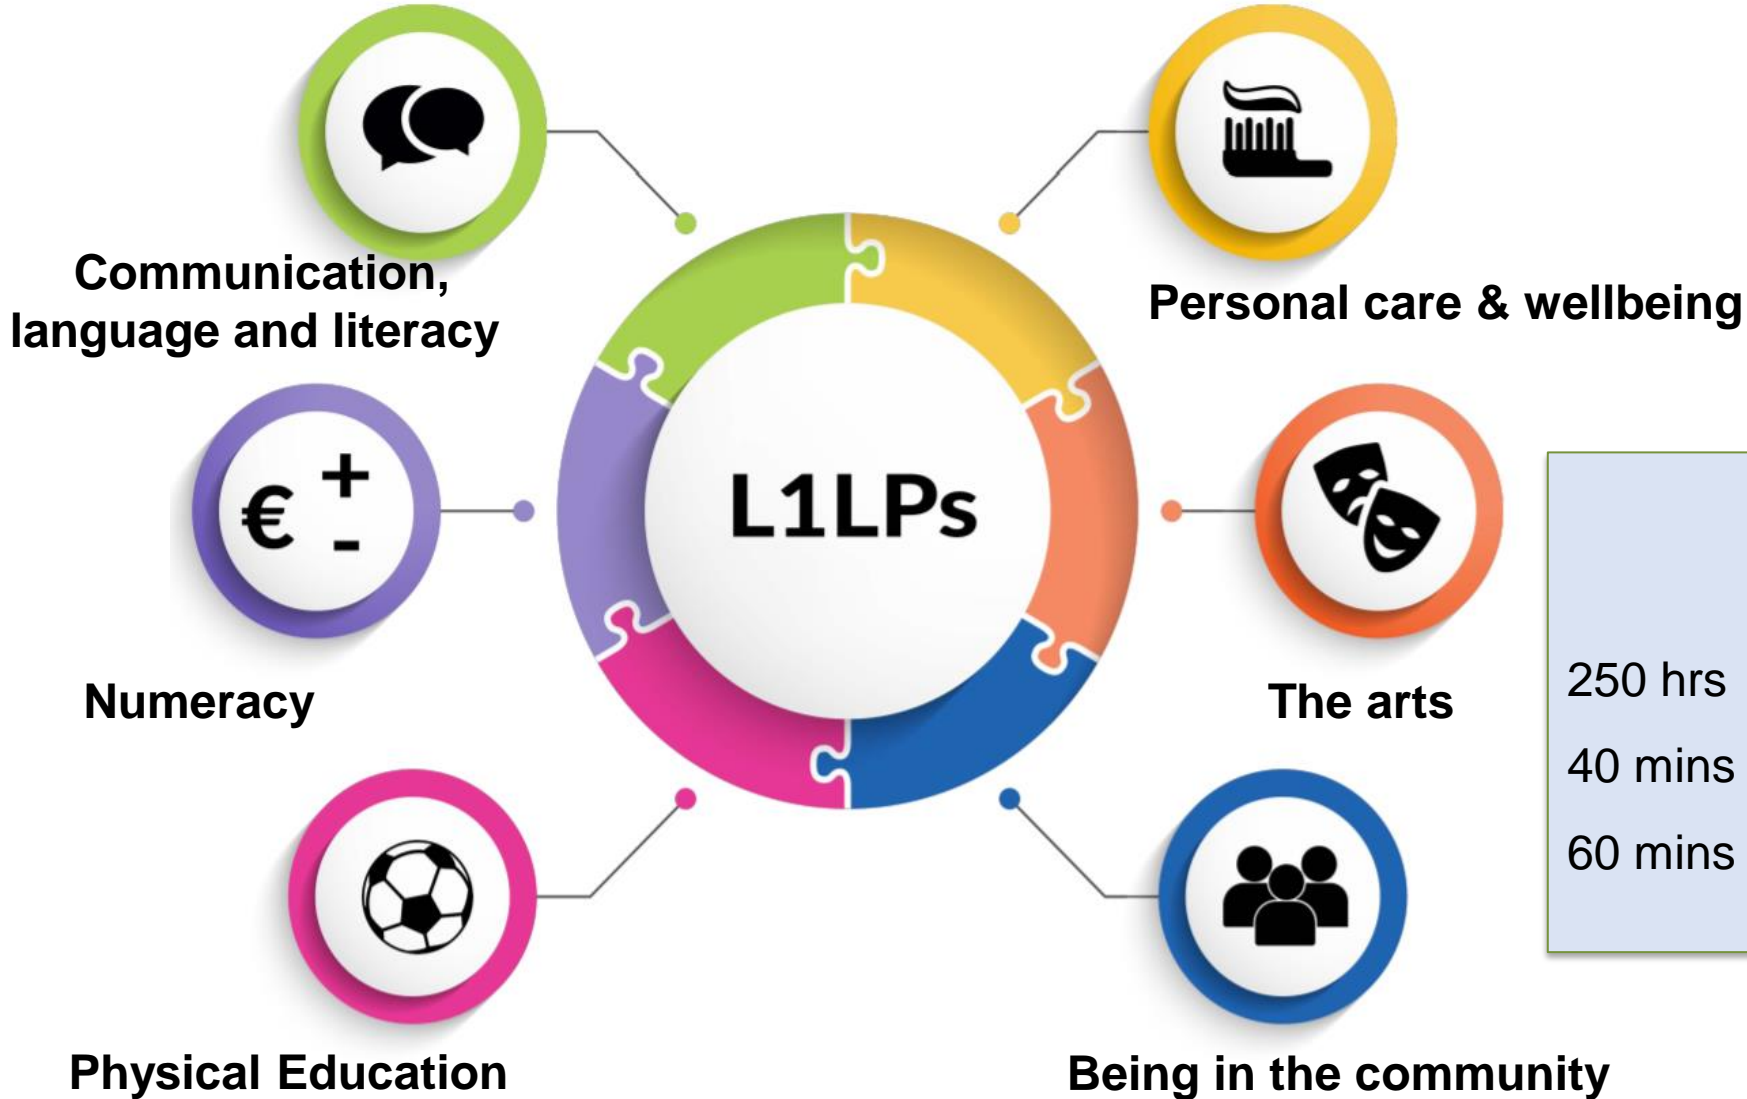 Communication,
language and literacy
Personal care & wellbeing
€ + -
L1LPs
Numeracy
The arts
250 hrs
40 mins
60 mins
Physical Education
Being in the community